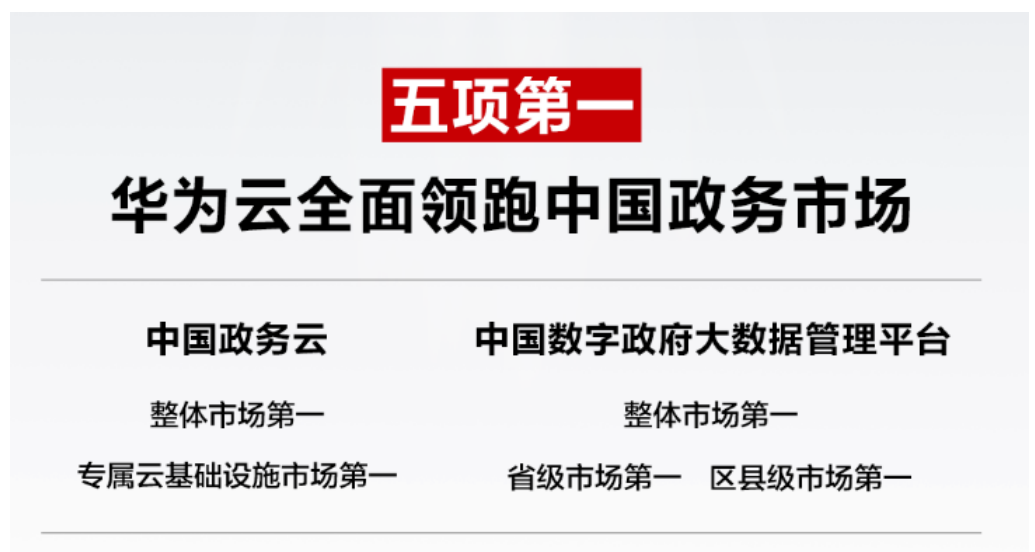 五项第一
华为云全面领跑中国政务市场
中国政务云
整体市场第一
专属云基础设施市场第一
中国数字政府大数据管理平台
整体市场第一
省级市场第一 区县级市场第一